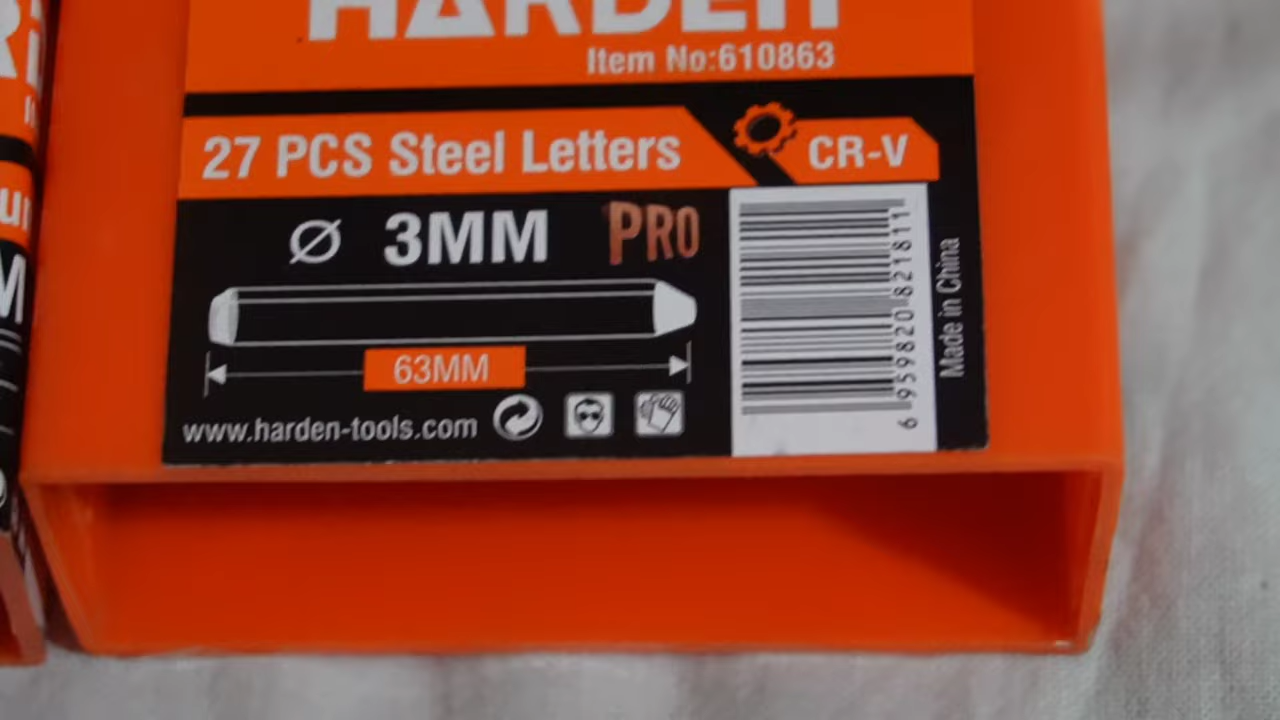 HARDEN
Item No:610863
27 PCS Steel Letters
CR-V
Ø 3MM PRO
63MM
www.harden-tools.com
6 959820 821811
Made in China